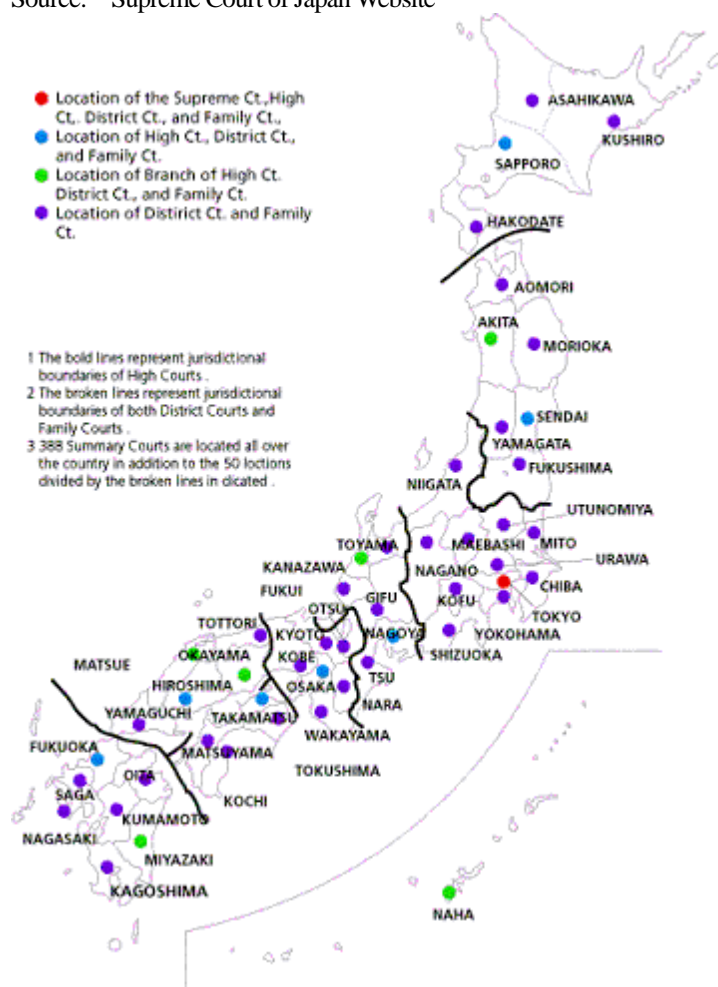 Source: Supreme Court of Japan Website
Location of the Supreme Ct.,High
Ct,. District Ct., and Family Ct.,
Location of High Ct., District Ct.,
and Family Ct.
Location of Branch of High Ct.
District Ct., and Family Ct.
Location of Distirict Ct. and Family
Ct.
1 The bold lines represent jurisdictional
boundaries of High Courts .
2 The broken lines represent jurisdictional
boundaries of both District Courts and
Family Courts .
3 388 Summary Courts are located all over
the country in addition to the 50 loctions
divided by the broken lines in dicated .
ASAHIKAWA
KUSHIRO
SAPPORO
HAKODATE
AOMORI
AKITA
MORIOKA
SENDAI
YAMAGATA
FUKUSHIMA
NIIGATA
UTUNOMIYA
TOYAMA
MAEBASHI
MITO
URAWA
KANAZAWA
NAGANO
CHIBA
FUKUI
GIFU
KOFU
OTSU
TOKYO
TOTTORI
KYOTO
NAGOYA
YOKOHAMA
OKAYAMA
KOBE
SHIZUOKA
MATSUE
TSU
HIROSHIMA
OSAKA
NARA
YAMAGUCHI
TAKAMATSU
WAKAYAMA
FUKUOKA
MATSUYAMA
TOKUSHIMA
OITA
SAGA
KOCHI
KUMAMOTO
NAGASAKI
MIYAZAKI
KAGOSHIMA
NAHA